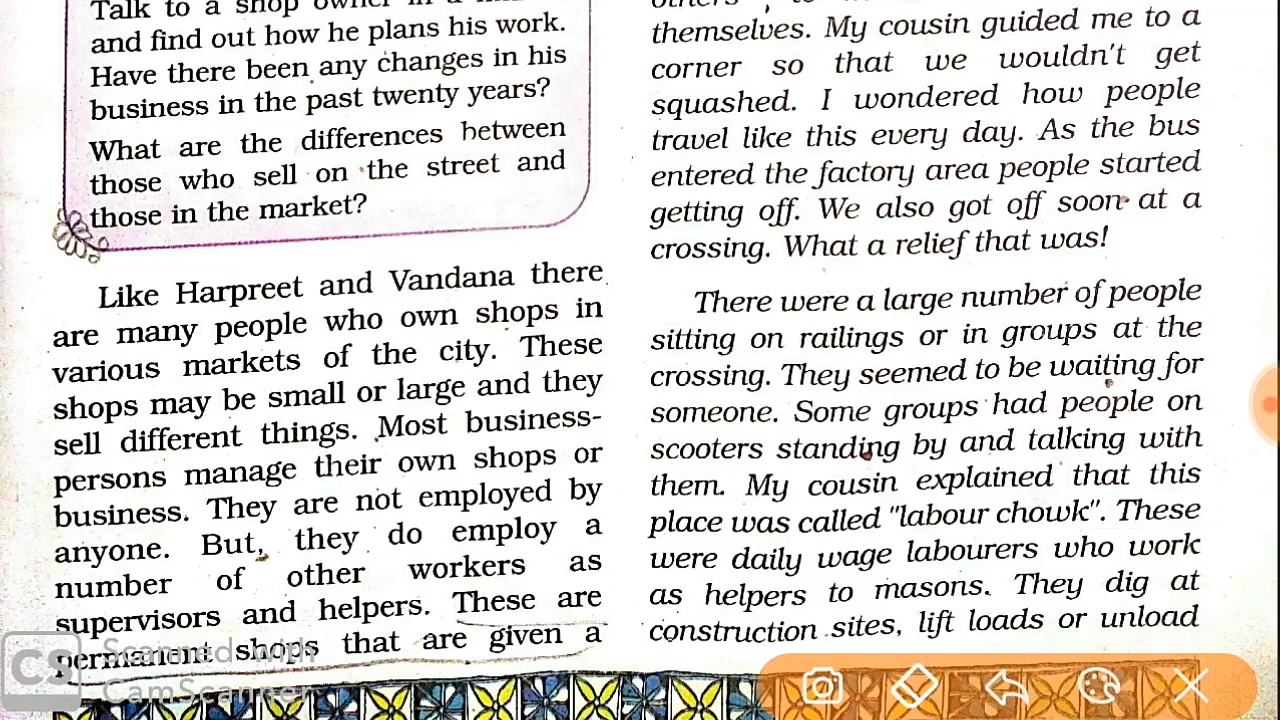 Talk to a shop owner in a
and find out how he plans his work.
Have there been any changes in his
business in the past twenty years?
What are the differences between
those who sell on the street and
those in the market?
Like Harpreet and Vandana there
are many people who own shops in
various markets of the city. These
shops may be small or large and they
sell different things. Most business-
persons manage their own shops or
business. They are not employed by
anyone. But, they do employ a
number of other workers as
supervisors and helpers. These are
permanent shops that are given a
themselves. My cousin guided me to a
corner so that we wouldn't get
squashed. I wondered how people
travel like this every day. As the bus
entered the factory area people started
getting off. We also got off soon at a
crossing. What a relief that was!
There were a large number of people
sitting on railings or in groups at the
crossing. They seemed to be waiting for
someone. Some groups had people on
scooters standing by and talking with
them. My cousin explained that this
place was called "labour chowk". These
were daily wage labourers who work
as helpers to masons. They dig at
construction sites, lift loads or unload
CS Scanned with
CamScanner